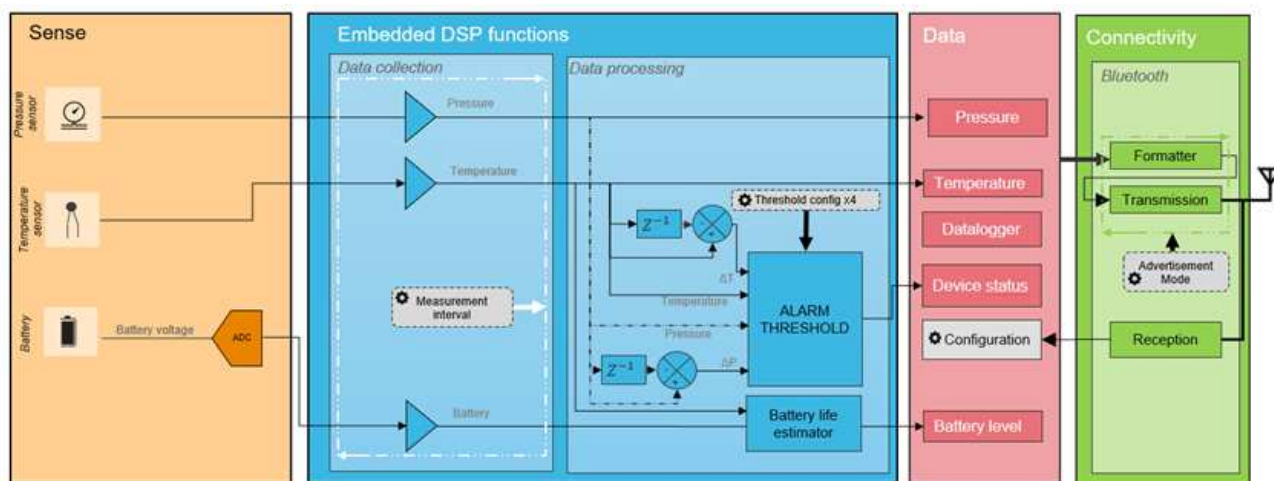 Sense
Pressure
sensor
Temperature
sensor
Battery
Battery voltage
ADC
Embedded DSP functions
Data collection
Pressure
Temperature
Measurement
interval
Battery
Data processing
Threshold config x4
Z⁻¹
-
+
ΔT
Temperature
ALARM
THRESHOLD
Pressure
Z⁻¹
-
+
ΔP
Battery life
estimator
Data
Pressure
Temperature
Datalogger
Device status
Configuration
Battery level
Connectivity
Bluetooth
Formatter
Transmission
Advertisement
Mode
Reception